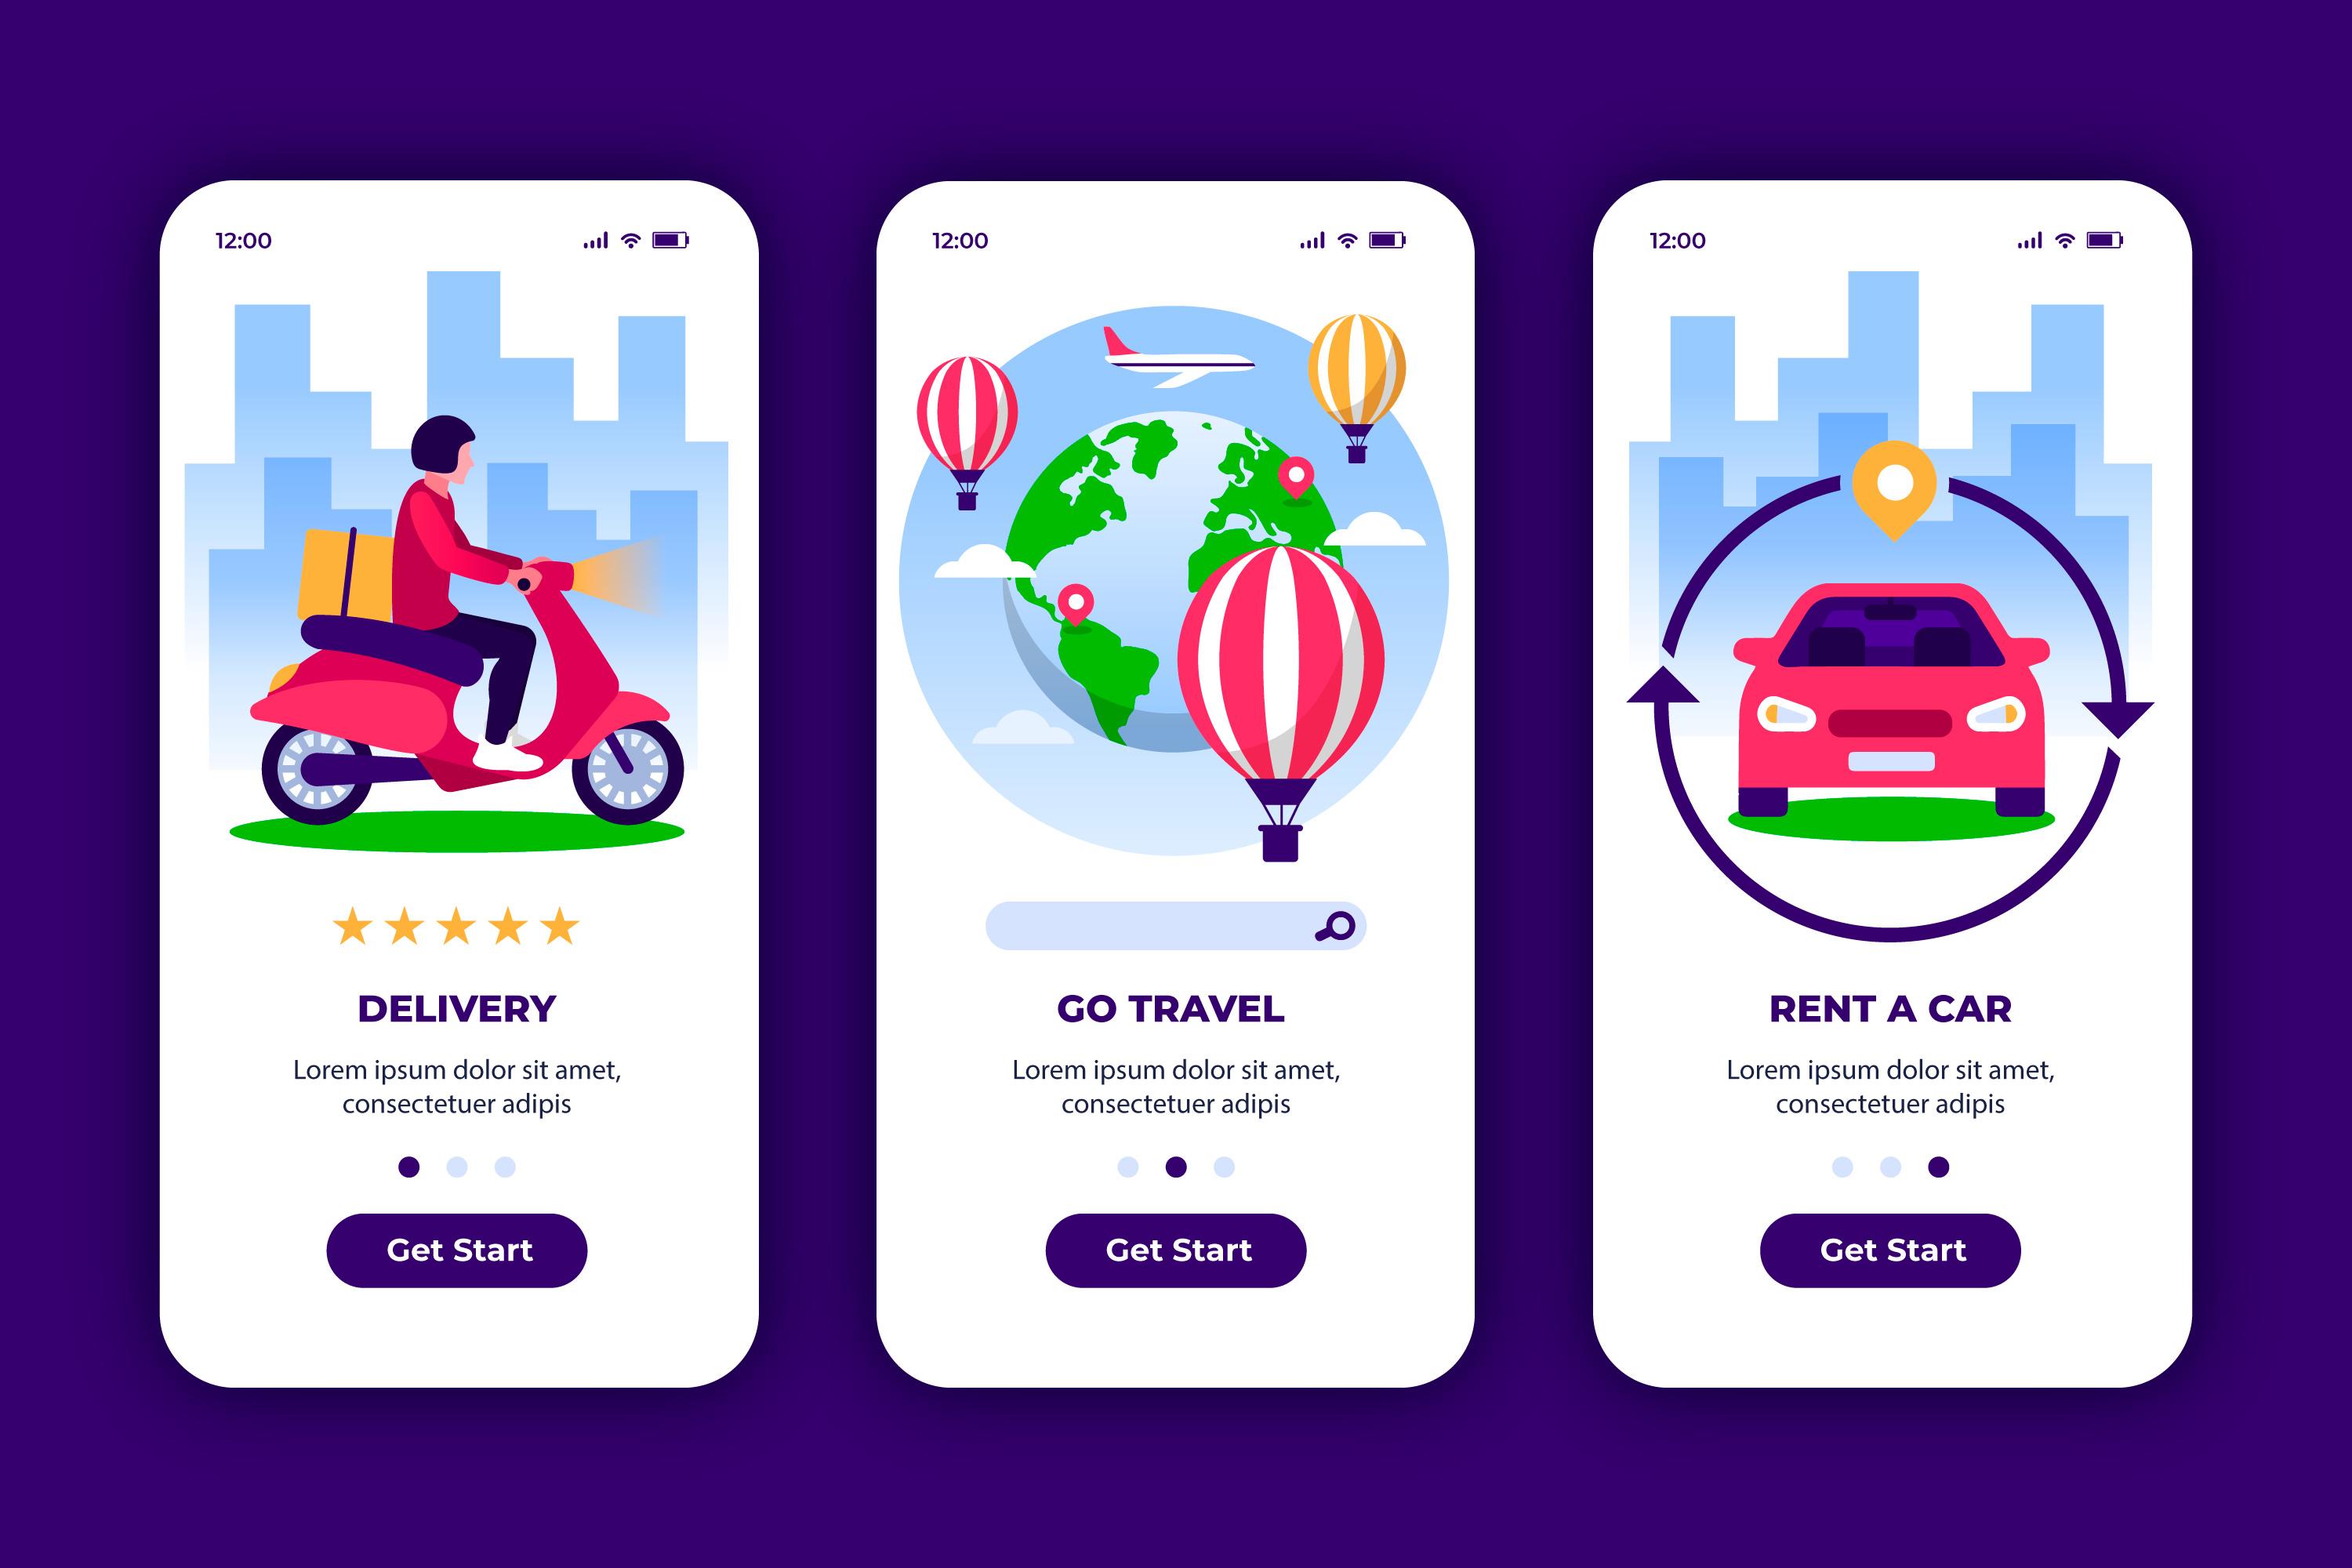 12:00
DELIVERY
Lorem ipsum dolor sit amet,
consectetuer adipis
Get Start
12:00
GO TRAVEL
Lorem ipsum dolor sit amet,
consectetuer adipis
Get Start
12:00
RENT A CAR
Lorem ipsum dolor sit amet,
consectetuer adipis
Get Start